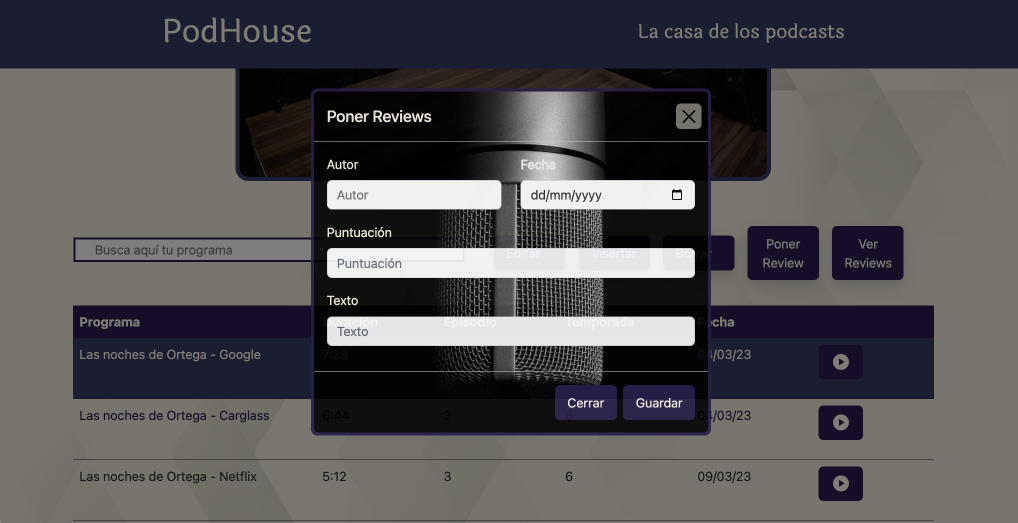 PodHouse
La casa de los podcasts
Poner Reviews
Autor
Fecha
Autor
dd/mm/yyyy
Puntuación
Puntuación
Texto
Texto
Cerrar
Guardar
Busca aquí tu programa
Editar
Insertar
Borrar
Poner
Review
Ver
Reviews
Programa
Duración
Episodio
Temporada
Fecha
Las noches de Ortega - Google
7:35
04/03/23
Las noches de Ortega - Carglass
6:44
3
6
04/03/23
Las noches de Ortega - Netflix
5:12
3
6
09/03/23